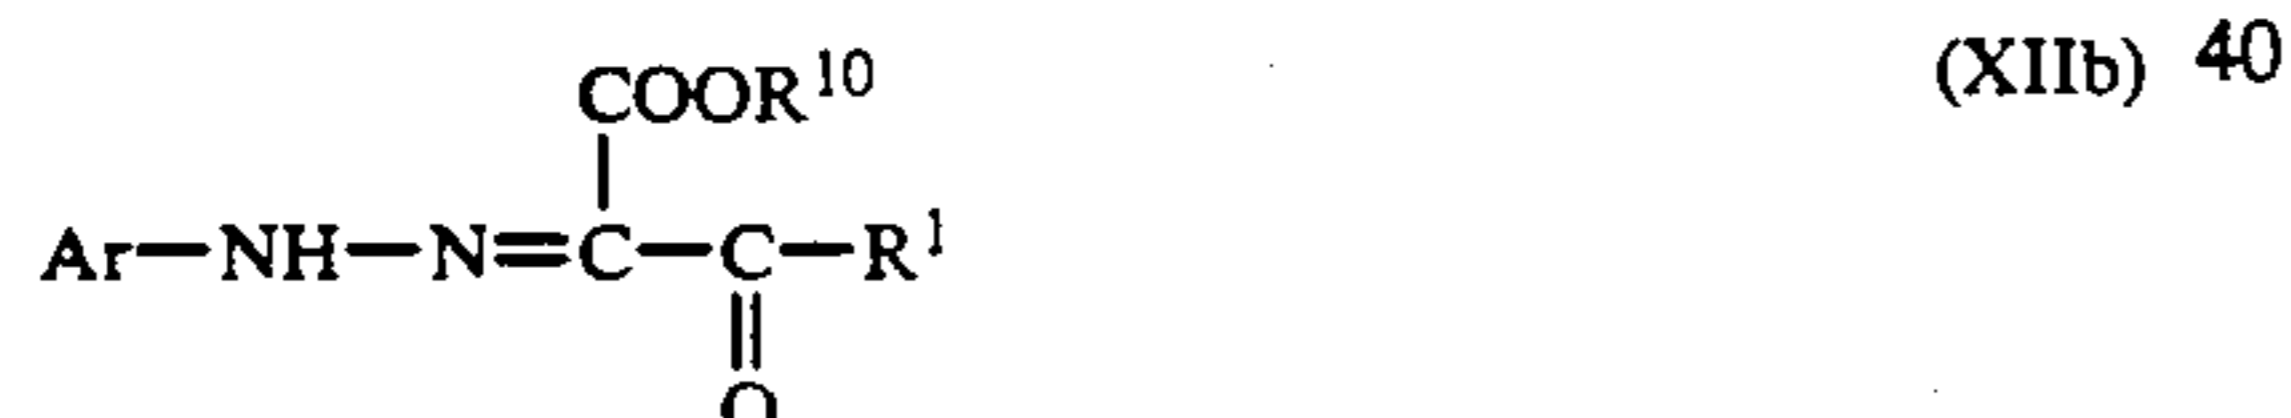 COOR¹⁰ (XIIb) 40
Ar—NH—N=C—C—R¹
O